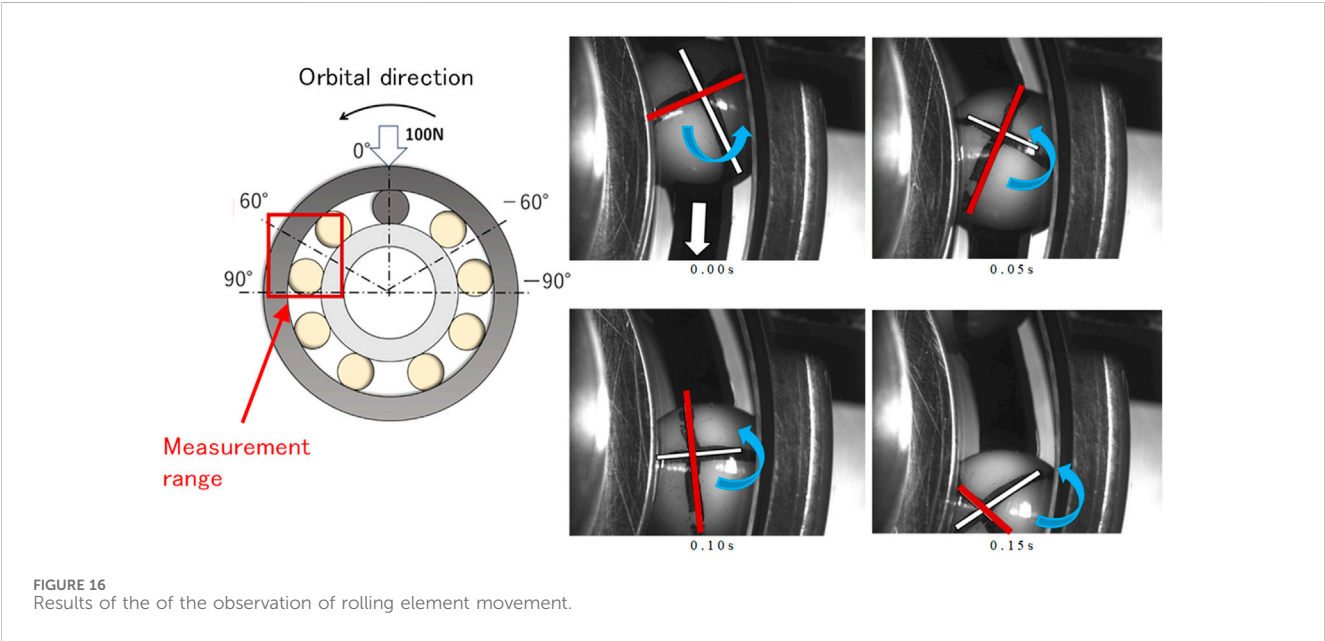 Orbital direction
100N
0°
60°
−60°
90°
−90°
Measurement
range
0.00s
0.05s
0.10s
0.15s
FIGURE 16
Results of the of the observation of rolling element movement.